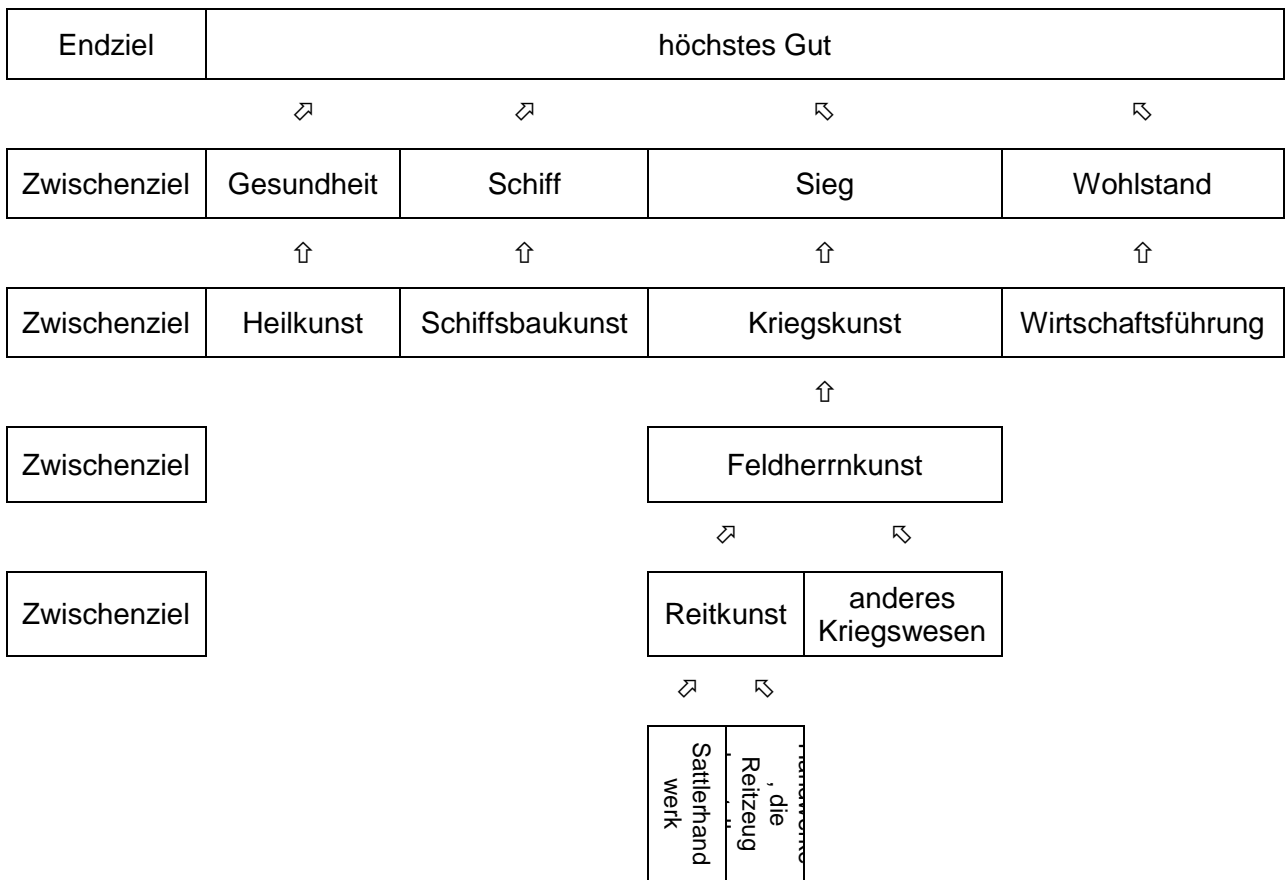 Endziel höchstes Gut
Zwischenziel Gesundheit Schiff Sieg Wohlstand
Zwischenziel Heilkunst Schiffsbaukunst Kriegskunst Wirtschaftsführung
Zwischenziel Feldherrnkunst
Zwischenziel Reitkunst anderes
Kriegswesen
Sattlerhand
werk
, die
Reitzeug